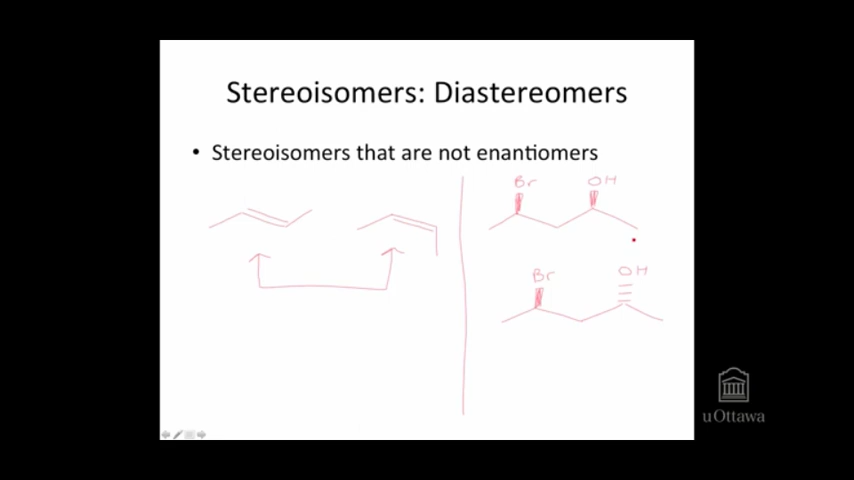 Stereoisomers: Diastereomers
• Stereoisomers that are not enantiomers
Br OH
Br OH
uOttawa